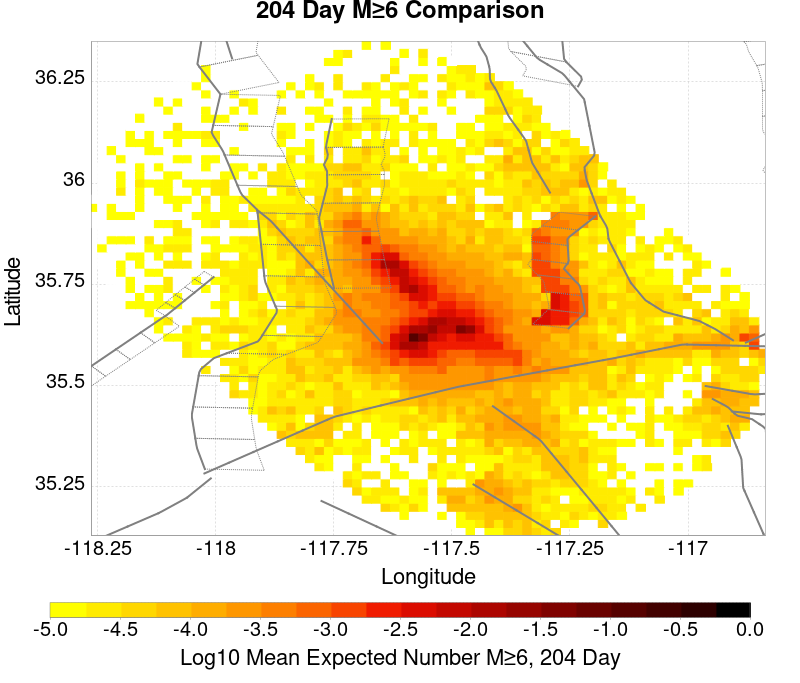 204 Day M≥6 Comparison
36.25
36
35.75
35.5
35.25
Latitude
-118.25 -118 -117.75 -117.5 -117.25 -117
Longitude
-5.0 -4.5 -4.0 -3.5 -3.0 -2.5 -2.0 -1.5 -1.0 -0.5 0.0
Log10 Mean Expected Number M≥6, 204 Day